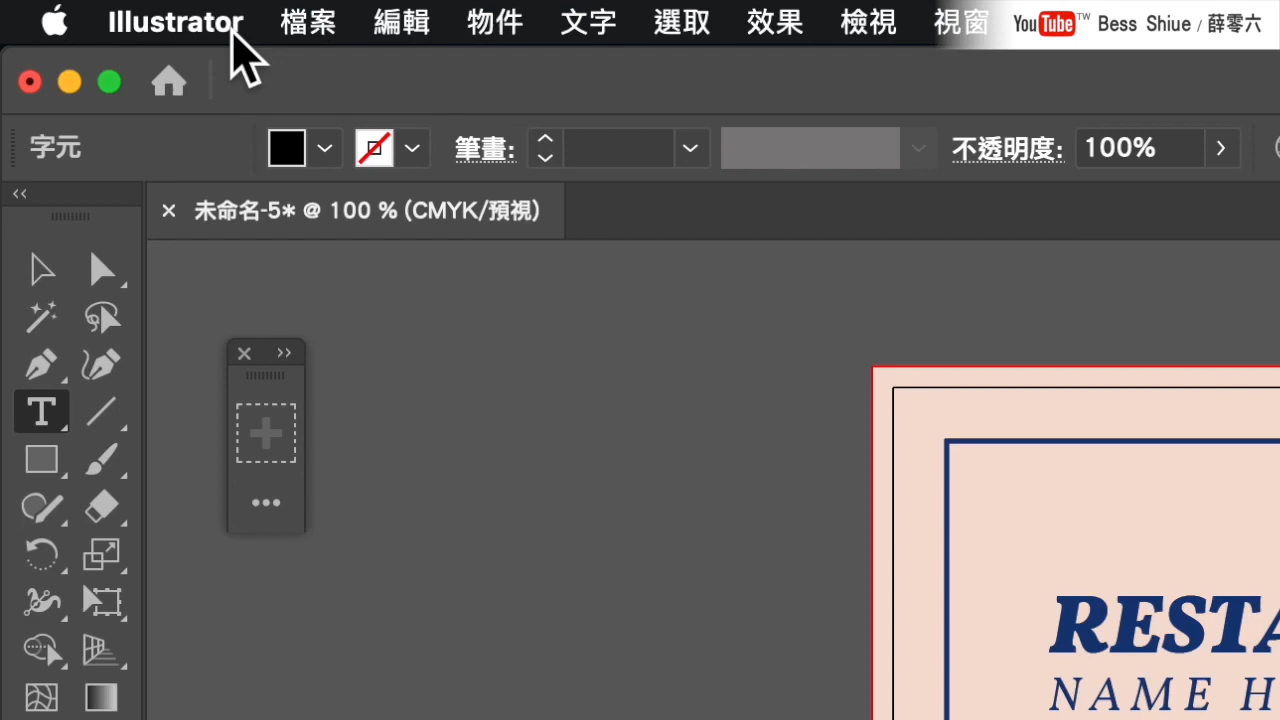 Illustrator 檔案 編輯 物件 文字 選取 效果 檢視 視窗
YouTube™ Bess Shiue / 薛零六
字元 筆畫: 不透明度: 100%
未命名-5* @ 100 % (CMYK/預視)
RESTA
NAME H